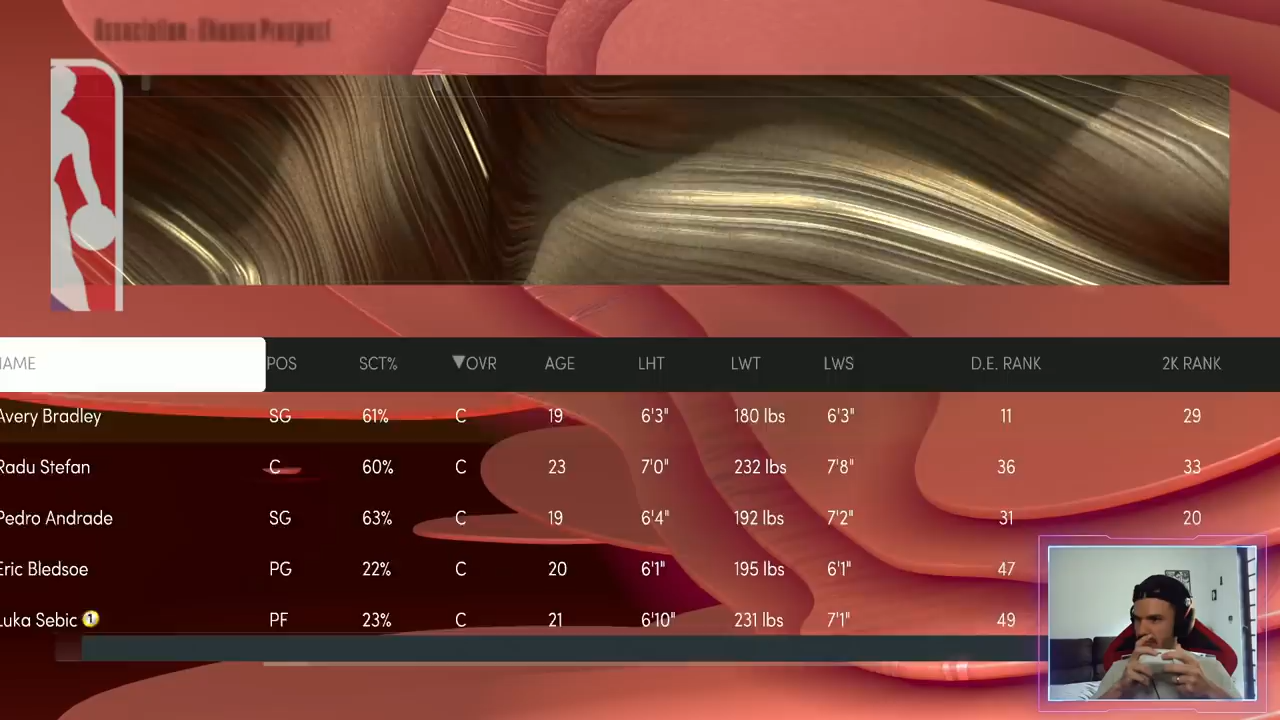 AME POS SCT% ▼OVR AGE LHT LWT LWS D.E. RANK 2K RANK
Avery Bradley SG 61% C 19 6'3" 180 lbs 6'3" 11 29
Radu Stefan C 60% C 23 7'0" 232 lbs 7'8" 36 33
Pedro Andrade SG 63% C 19 6'4" 192 lbs 7'2" 31 20
Eric Bledsoe PG 22% C 20 6'1" 195 lbs 6'1" 47
Luka Sebic 1 PF 23% C 21 6'10" 231 lbs 7'1" 49